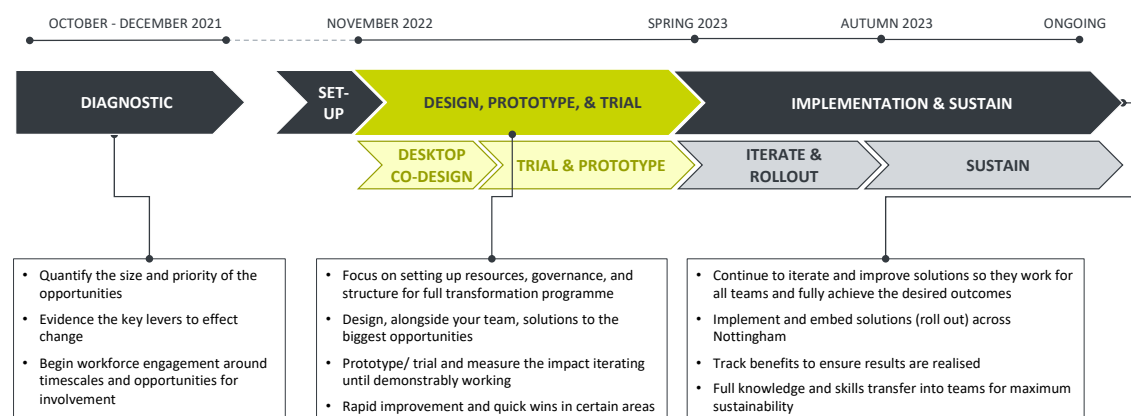 OCTOBER - DECEMBER 2021
NOVEMBER 2022
SPRING 2023
AUTUMN 2023
ONGOING
DIAGNOSTIC
SET-
UP
DESIGN, PROTOTYPE, & TRIAL
IMPLEMENTATION & SUSTAIN
DESKTOP
CO-DESIGN
TRIAL & PROTOTYPE
ITERATE &
ROLLOUT
SUSTAIN
• Quantify the size and priority of the
opportunities
• Evidence the key levers to effect
change
• Begin workforce engagement around
timescales and opportunities for
involvement
• Focus on setting up resources, governance, and
structure for full transformation programme
• Design, alongside your team, solutions to the
biggest opportunities
• Prototype/ trial and measure the impact iterating
until demonstrably working
• Rapid improvement and quick wins in certain areas
• Continue to iterate and improve solutions so they work for
all teams and fully achieve the desired outcomes
• Implement and embed solutions (roll out) across
Nottingham
• Track benefits to ensure results are realised
• Full knowledge and skills transfer into teams for maximum
sustainability